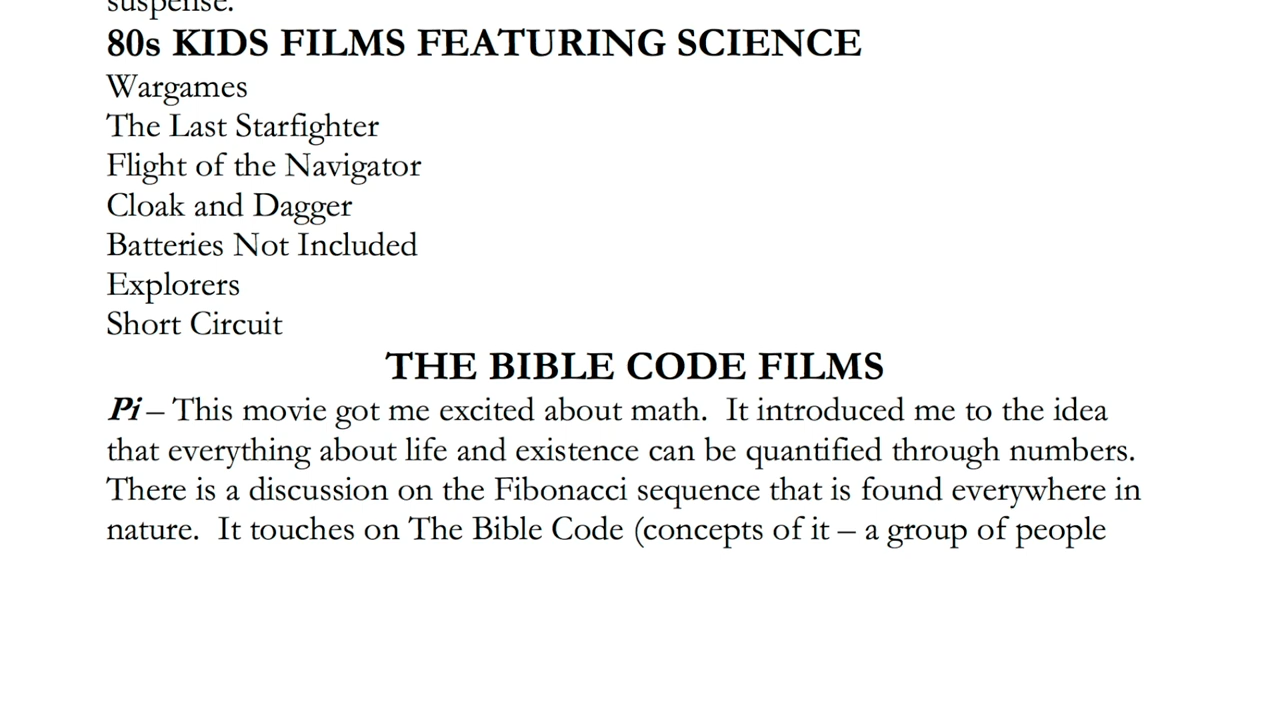 suspense.
80s KIDS FILMS FEATURING SCIENCE
Wargames
The Last Starfighter
Flight of the Navigator
Cloak and Dagger
Batteries Not Included
Explorers
Short Circuit
THE BIBLE CODE FILMS
Pi – This movie got me excited about math.  It introduced me to the idea
that everything about life and existence can be quantified through numbers.
There is a discussion on the Fibonacci sequence that is found everywhere in
nature.  It touches on The Bible Code (concepts of it – a group of people